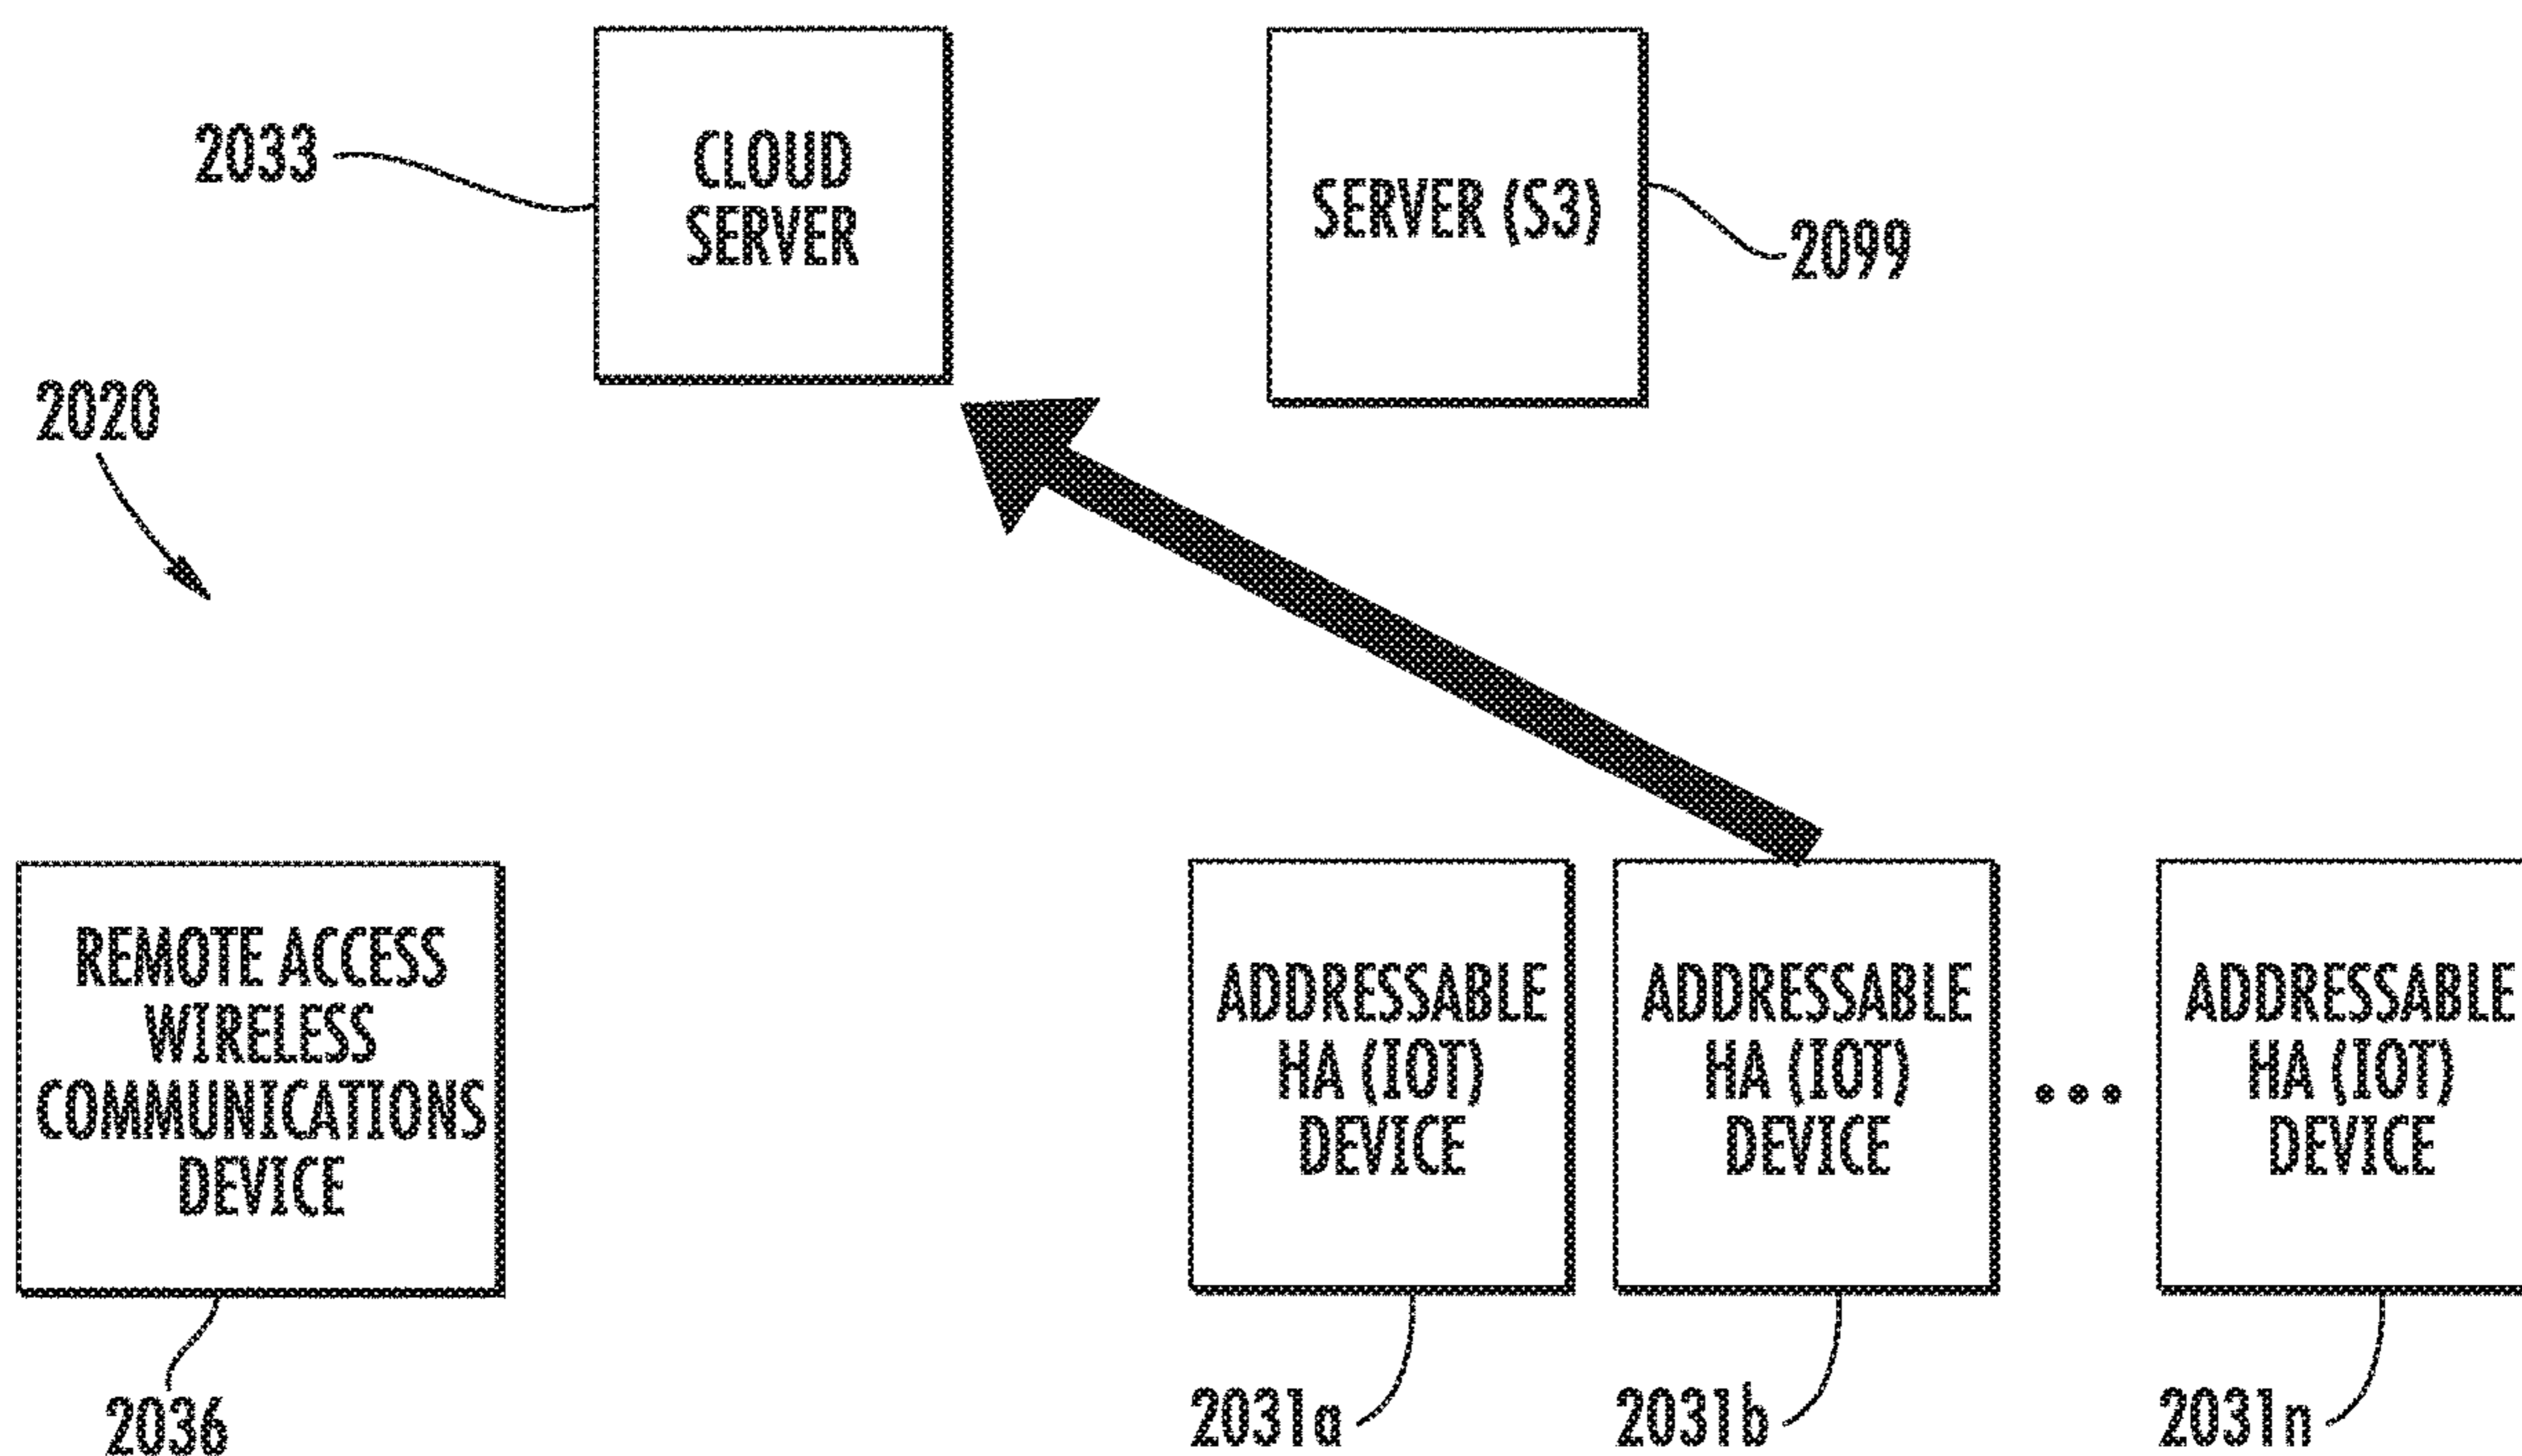 2033
CLOUD
SERVER
SERVER (S3)
2099
2020
REMOTE ACCESS
WIRELESS
COMMUNICATIONS
DEVICE
2036
ADDRESSABLE
HA (IOT)
DEVICE
2031a
ADDRESSABLE
HA (IOT)
DEVICE
2031b
ADDRESSABLE
HA (IOT)
DEVICE
2031n